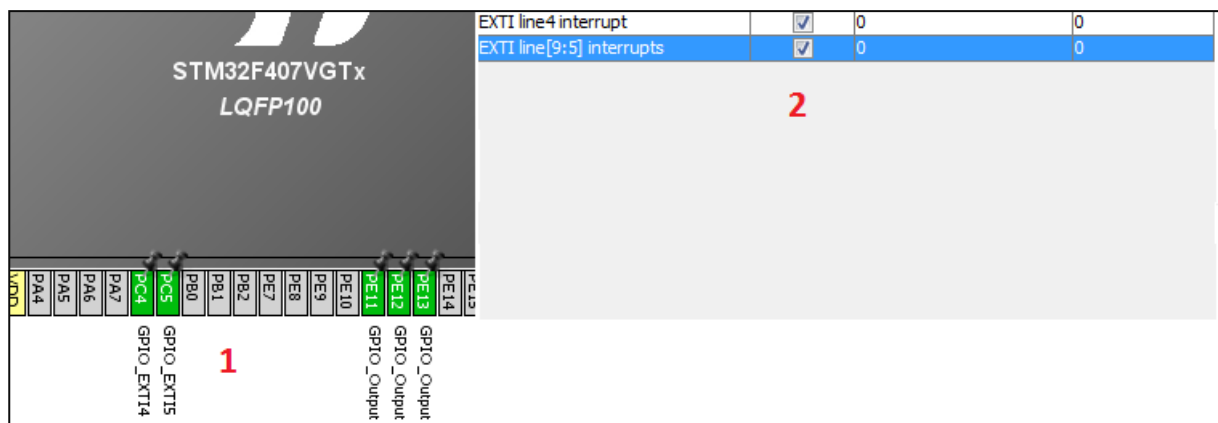 STM32F407VGTx
LQFP100
EXTI line4 interrupt 0 0
EXTI line[9:5] interrupts 0 0
2
VDD
PA4
PA5
PA6
PA7
PC4
PC5
PB0
PB1
PB2
PE7
PE8
PE9
PE10
PE11
PE12
PE13
PE14
PE15
GPIO_EXTI4
GPIO_EXTI5
1
GPIO_Output
GPIO_Output
GPIO_Output